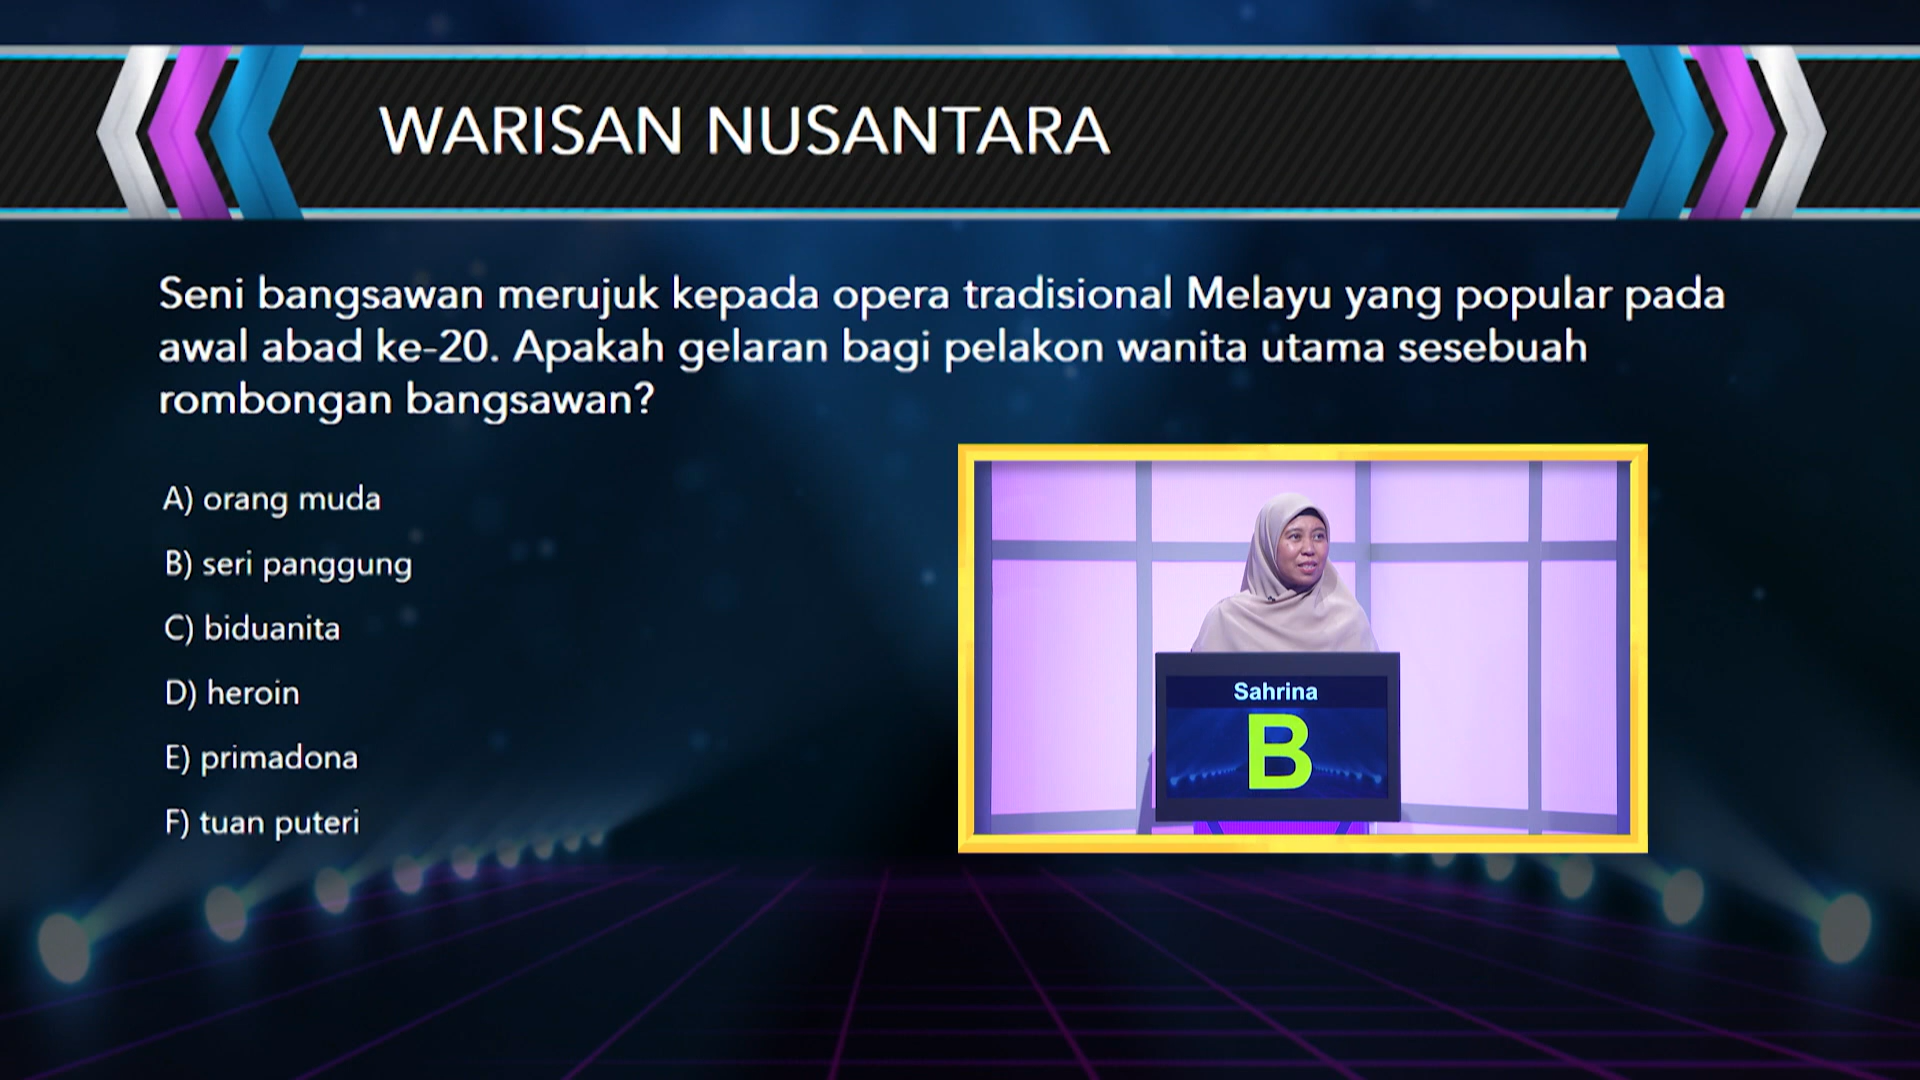 WARISAN NUSANTARA
Seni bangsawan merujuk kepada opera tradisional Melayu yang popular pada
awal abad ke-20. Apakah gelaran bagi pelakon wanita utama sesebuah
rombongan bangsawan?
A) orang muda
B) seri panggung
C) biduanita
D) heroin
E) primadona
F) tuan puteri
Sahrina
B